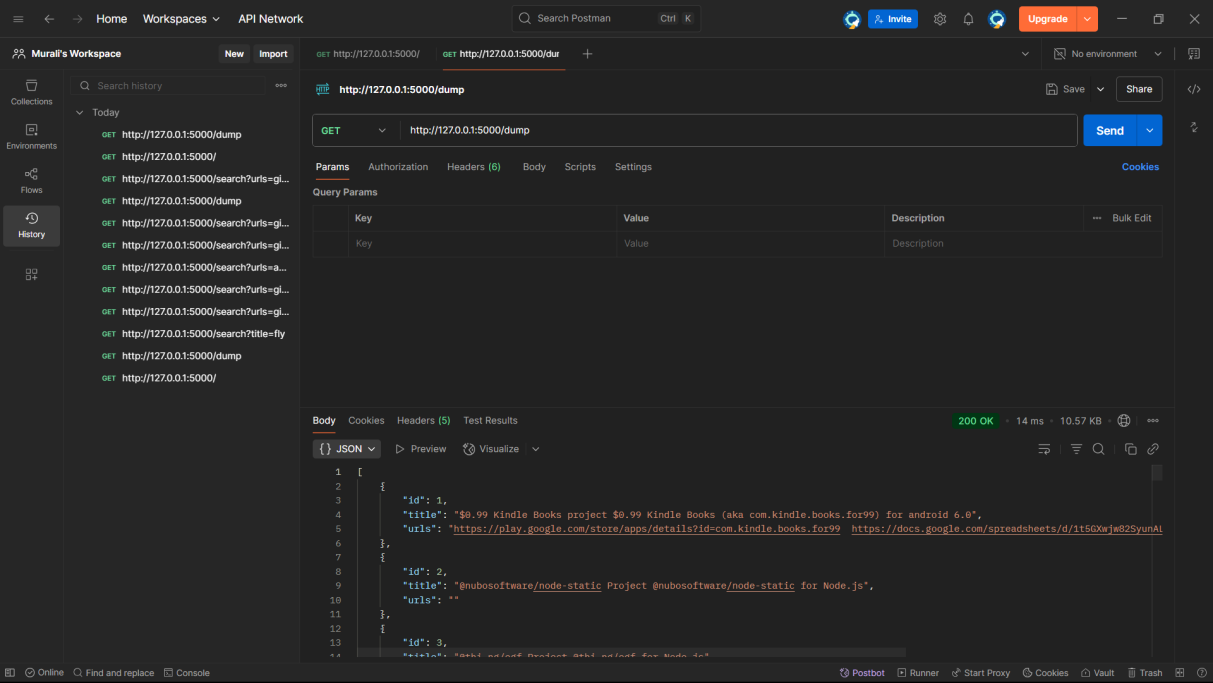 Home Workspaces API Network Search Postman Ctrl K Invite Upgrade
Murali's Workspace New Import GET http://127.0.0.1:5000/ GET http://127.0.0.1:5000/dur No environment
Collections
Environments
Flows
History
Search history
Today
GET http://127.0.0.1:5000/dump
GET http://127.0.0.1:5000/
GET http://127.0.0.1:5000/search?urls=gi...
GET http://127.0.0.1:5000/dump
GET http://127.0.0.1:5000/search?urls=gi...
GET http://127.0.0.1:5000/search?urls=gi...
GET http://127.0.0.1:5000/search?urls=a...
GET http://127.0.0.1:5000/search?urls=gi...
GET http://127.0.0.1:5000/search?urls=gi...
GET http://127.0.0.1:5000/search?title=fly
GET http://127.0.0.1:5000/dump
GET http://127.0.0.1:5000/
HTTP http://127.0.0.1:5000/dump Save Share
GET http://127.0.0.1:5000/dump Send
Params Authorization Headers (6) Body Scripts Settings Cookies
Query Params
Key Value Description Bulk Edit
Key Value Description
Body Cookies Headers (5) Test Results 200 OK 14 ms 10.57 KB
{} JSON Preview Visualize
1 [
2 {
3 "id": 1,
4 "title": "$0.99 Kindle Books project $0.99 Kindle Books (aka com.kindle.books.for99) for android 6.0",
5 "urls": "https://play.google.com/store/apps/details?id=com.kindle.books.for99 https://docs.google.com/spreadsheets/d/1t5GXwjw82SyunAL
6 },
7 {
8 "id": 2,
9 "title": "@nubosoftware/node-static Project @nubosoftware/node-static for Node.js",
10 "urls": ""
11 },
12 {
13 "id": 3,
14 "title": "@thi.ng/egf Project @thi.ng/egf for Node.js"
Online Find and replace Console Postbot Runner Start Proxy Cookies Vault Trash